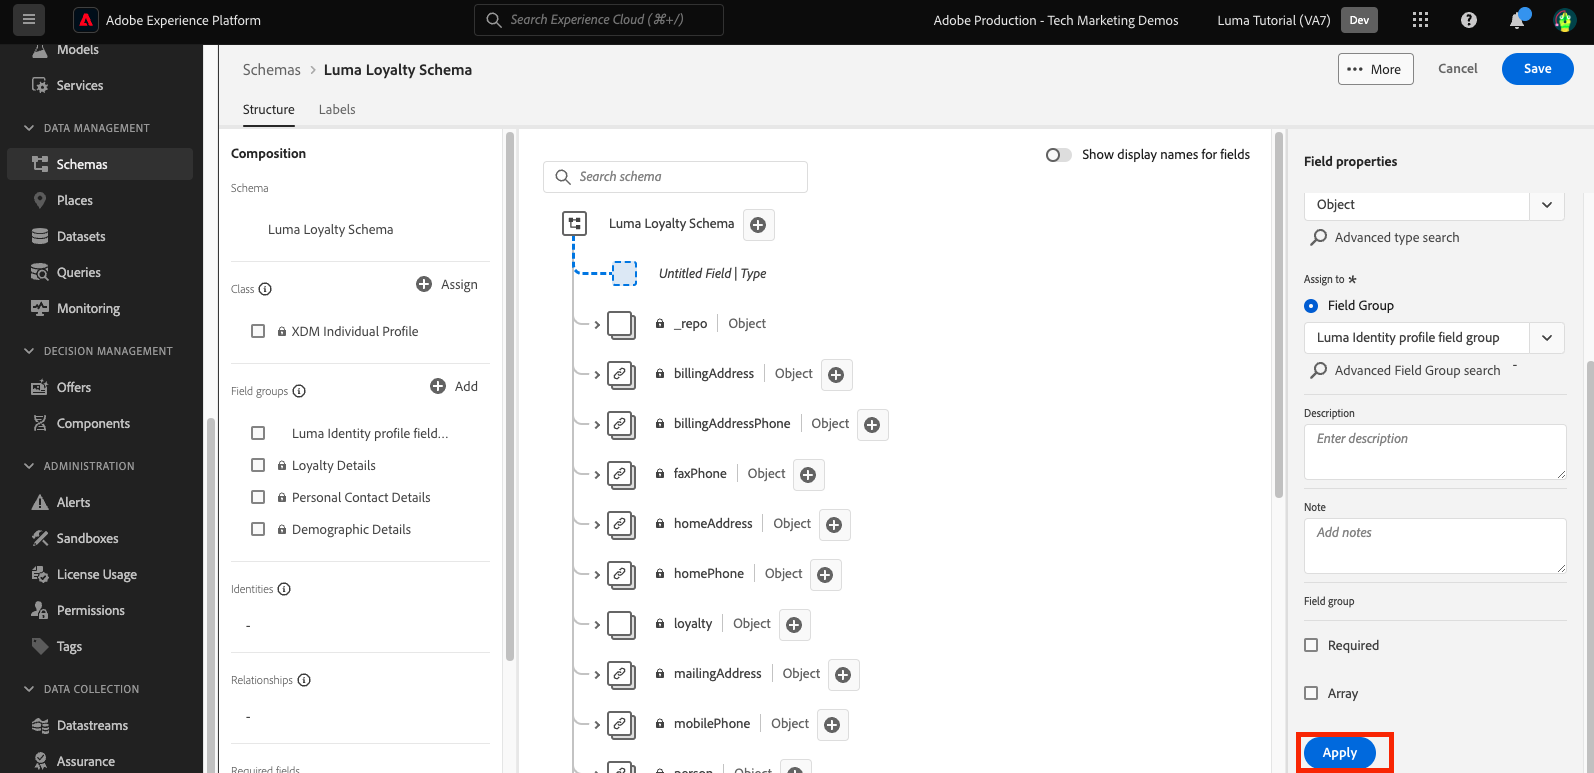 Adobe Experience Platform
Search Experience Cloud (⌘+/)
Adobe Production - Tech Marketing Demos
Luma Tutorial (VA7)
Dev
Models
Services
DATA MANAGEMENT
Schemas
Places
Datasets
Queries
Monitoring
DECISION MANAGEMENT
Offers
Components
ADMINISTRATION
Alerts
Sandboxes
License Usage
Permissions
Tags
DATA COLLECTION
Datastreams
Assurance
Schemas > Luma Loyalty Schema
••• More
Cancel
Save
Structure
Labels
Composition
Schema
Luma Loyalty Schema
Class
Assign
XDM Individual Profile
Field groups
Add
Luma Identity profile field...
Loyalty Details
Personal Contact Details
Demographic Details
Identities
-
Relationships
-
Required fields
Show display names for fields
Search schema
Luma Loyalty Schema
Untitled Field | Type
_repo | Object
billingAddress | Object
billingAddressPhone | Object
faxPhone | Object
homeAddress | Object
homePhone | Object
loyalty | Object
mailingAddress | Object
mobilePhone | Object
person | Object
Field properties
Object
Advanced type search
Assign to *
Field Group
Luma Identity profile field group
Advanced Field Group search -
Description
Enter description
Note
Add notes
Field group
Required
Array
Apply